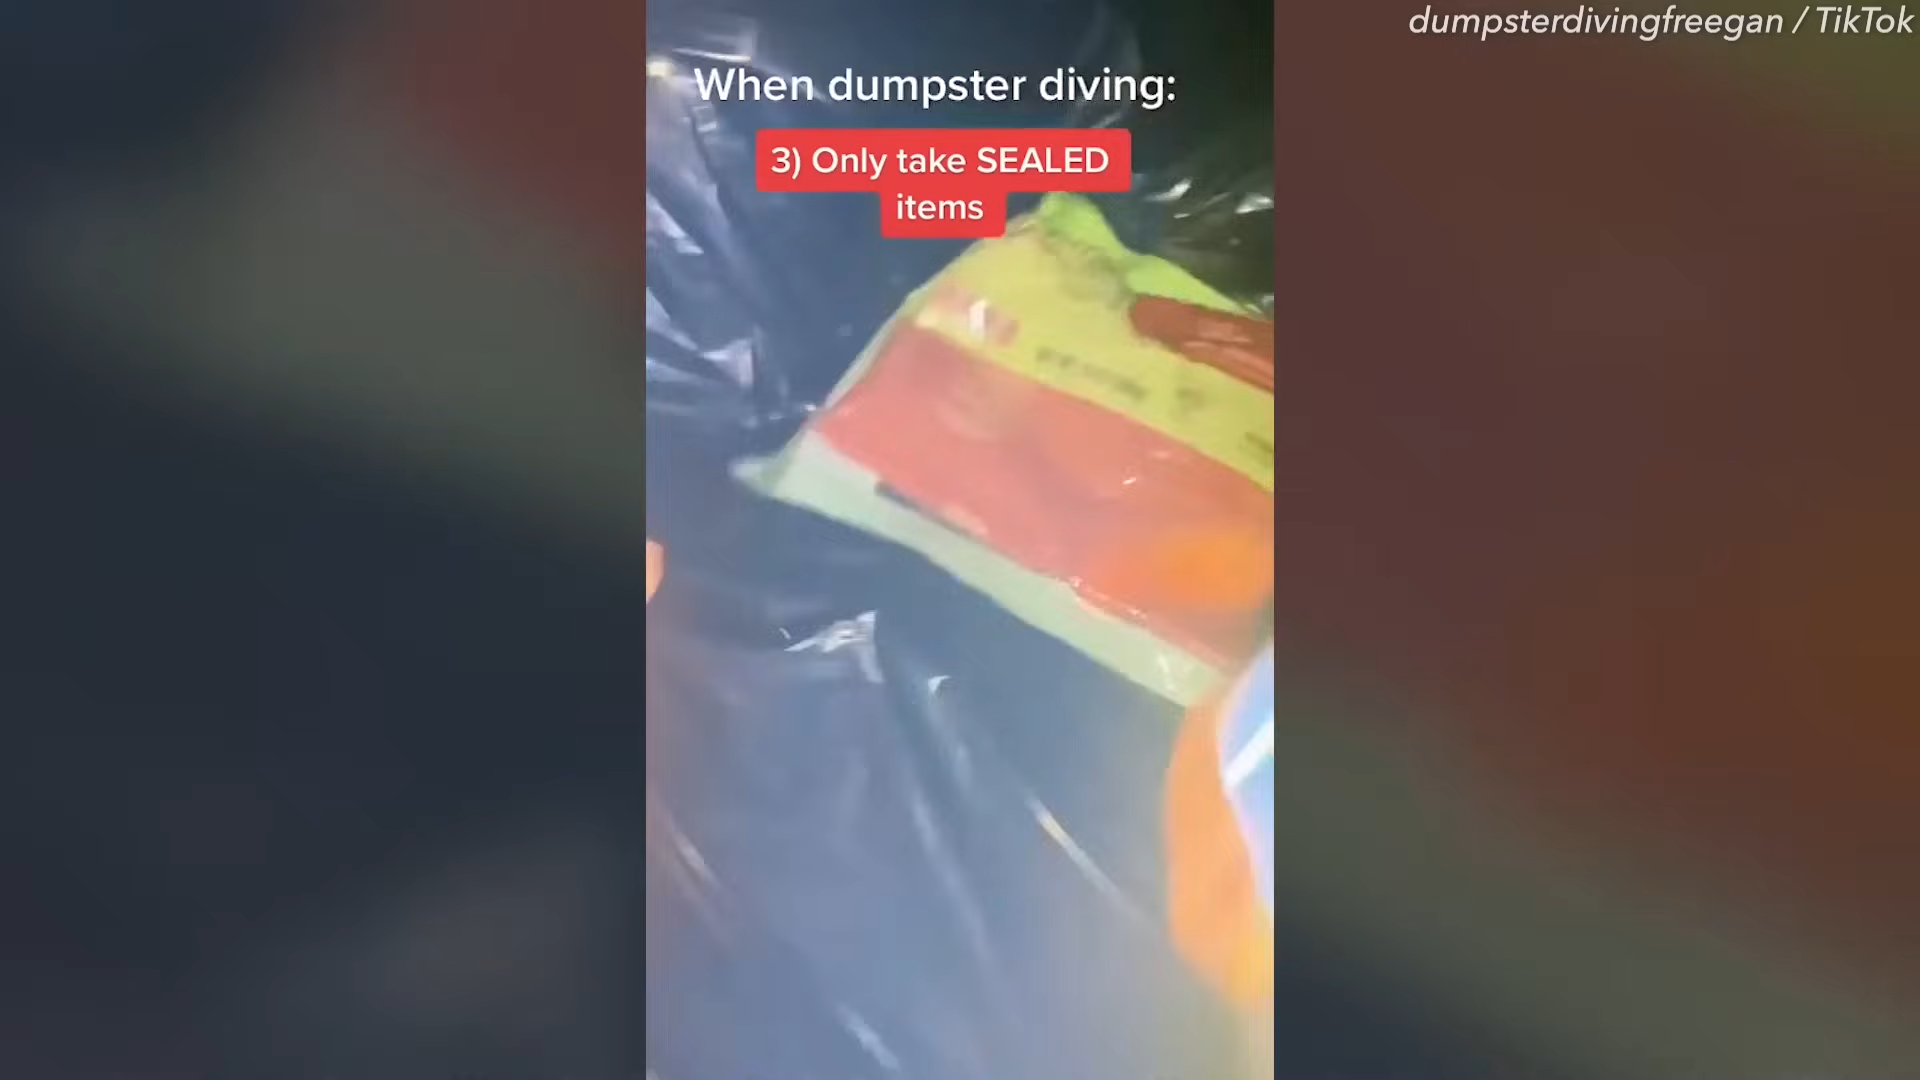 dumpsterdivingfreegan / TikTok
When dumpster diving:
3) Only take SEALED
items